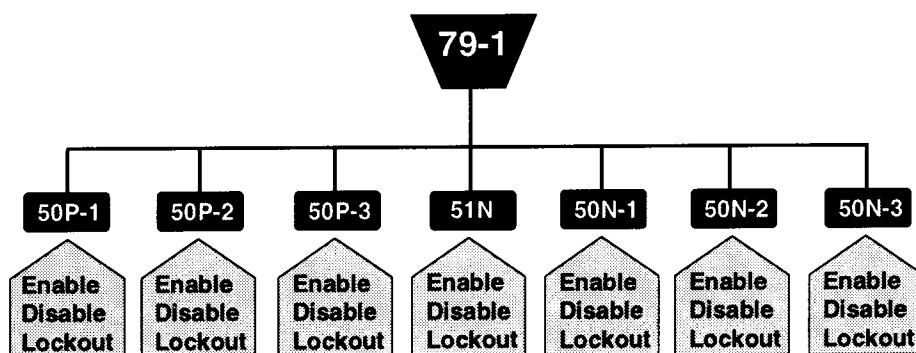 79-1
50P-1 50P-2 50P-3 51N 50N-1 50N-2 50N-3
Enable Enable Enable Enable Enable Enable Enable
Disable Disable Disable Disable Disable Disable Disable
Lockout Lockout Lockout Lockout Lockout Lockout Lockout